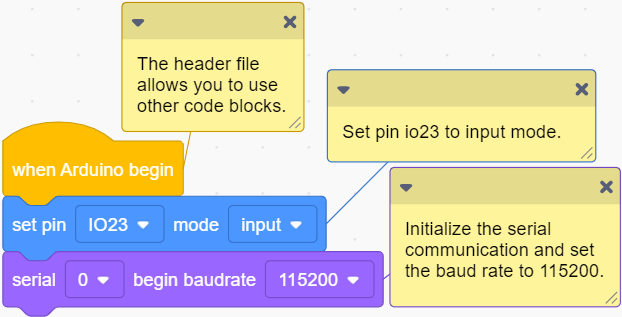 The header file
allows you to use
other code blocks.
Set pin io23 to input mode.
when Arduino begin
set pin IO23 mode input
Initialize the serial
communication and set
the baud rate to 115200.
serial 0 begin baudrate 115200